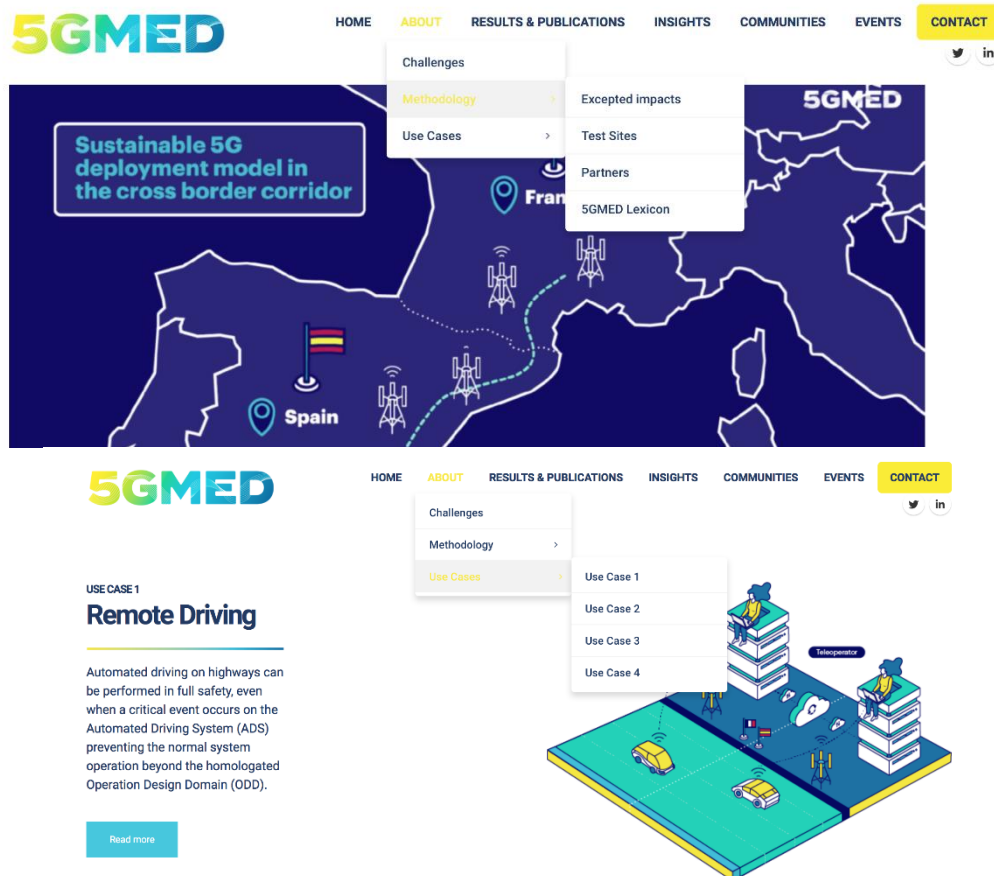 5GMED
HOME ABOUT RESULTS & PUBLICATIONS INSIGHTS COMMUNITIES EVENTS CONTACT
Challenges
Methodology
Use Cases
Excepted impacts
Test Sites
Partners
5GMED Lexicon
5GMED
Sustainable 5G
deployment model in
the cross border corridor
Fran
Spain
5GMED
HOME ABOUT RESULTS & PUBLICATIONS INSIGHTS COMMUNITIES EVENTS CONTACT
Challenges
Methodology
Use Cases
Use Case 1
Use Case 2
Use Case 3
Use Case 4
USE CASE 1
Remote Driving
Automated driving on highways can
be performed in full safety, even
when a critical event occurs on the
Automated Driving System (ADS)
preventing the normal system
operation beyond the homologated
Operation Design Domain (ODD).
Read more
Teleoperator